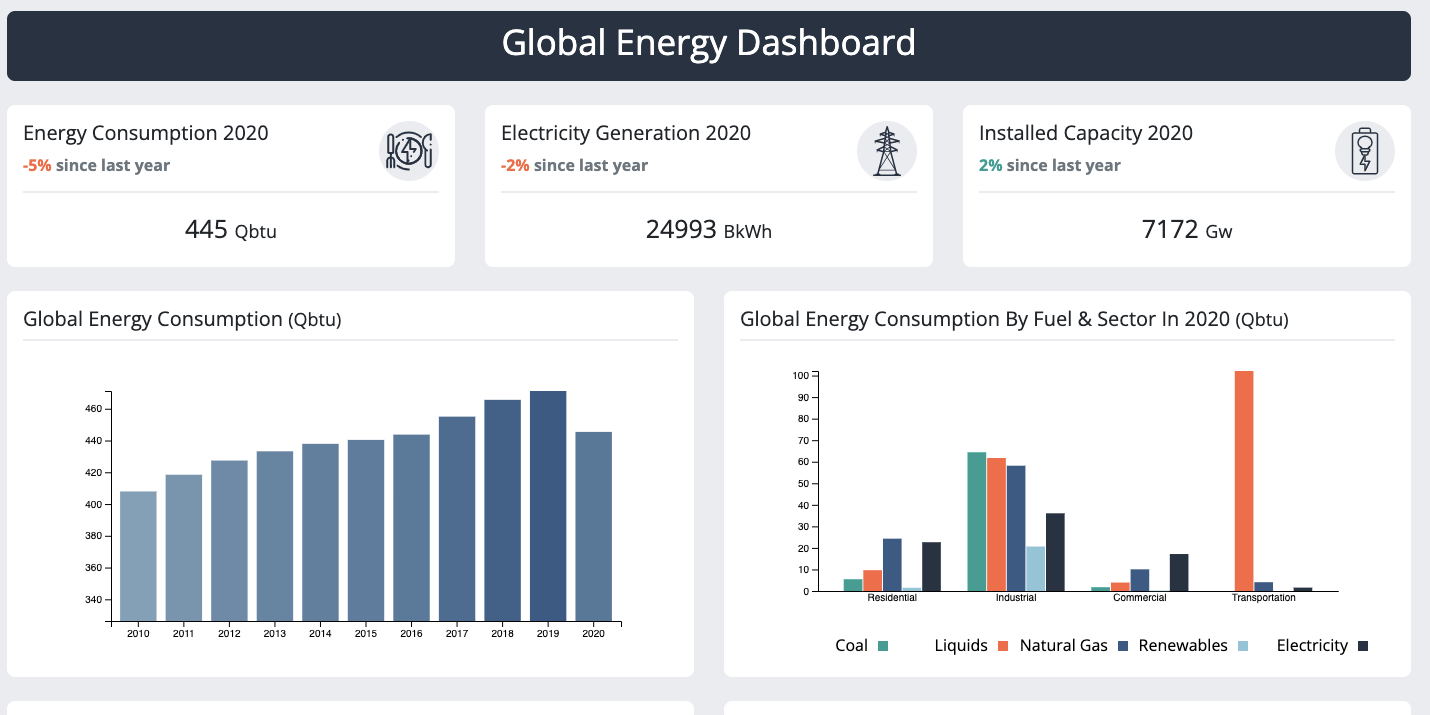 Global Energy Dashboard
Energy Consumption 2020
-5% since last year
445 Qbtu
Electricity Generation 2020
-2% since last year
24993 BkWh
Installed Capacity 2020
2% since last year
7172 Gw
Global Energy Consumption (Qbtu)
460
440
420
400
380
360
340
2010 2011 2012 2013 2014 2015 2016 2017 2018 2019 2020
Global Energy Consumption By Fuel & Sector In 2020 (Qbtu)
100
90
80
70
60
50
40
30
20
10
0
Residential Industrial Commercial Transportation
Coal Liquids Natural Gas Renewables Electricity